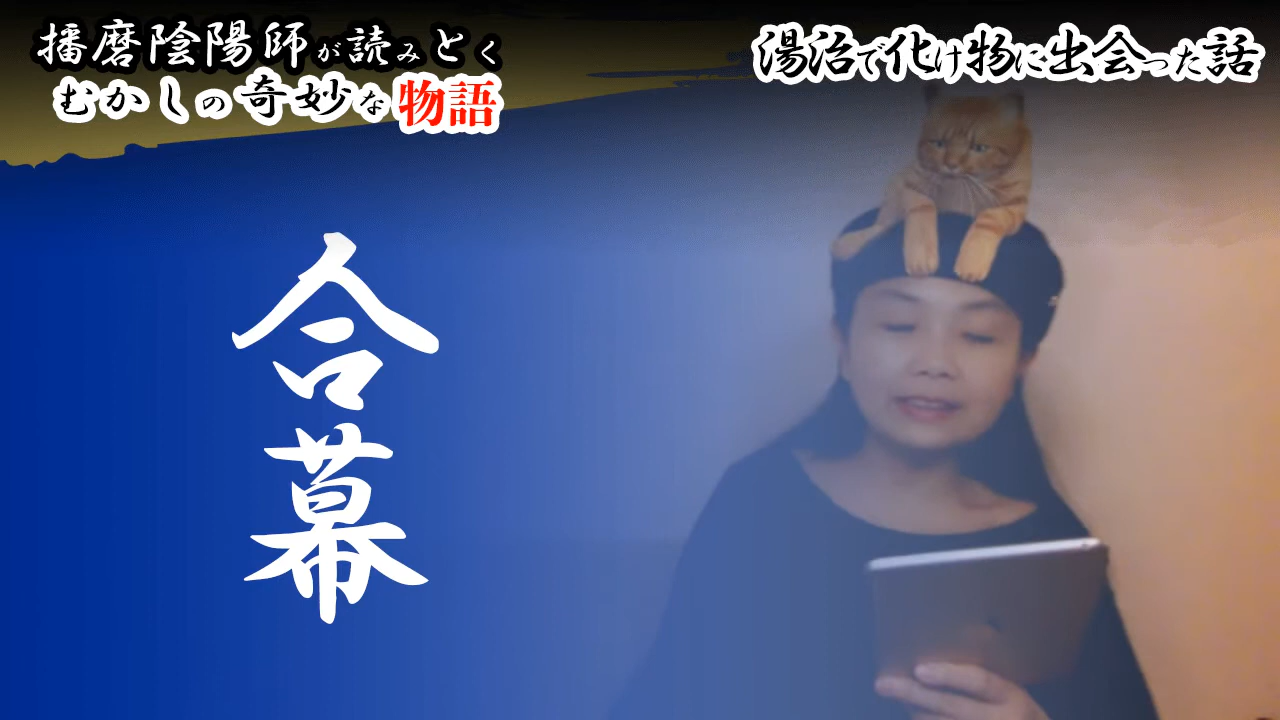 播磨陰陽師が読みとく
むかしの奇妙な物語
湯治で化け物に出会った話
合幕